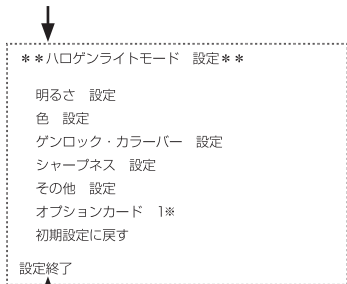 ＊＊ハロゲンライトモード　設定＊＊
明るさ　設定
色　設定
ゲンロック・カラーバー　設定
シャープネス　設定
その他　設定
オプションカード　1※
初期設定に戻す
設定終了